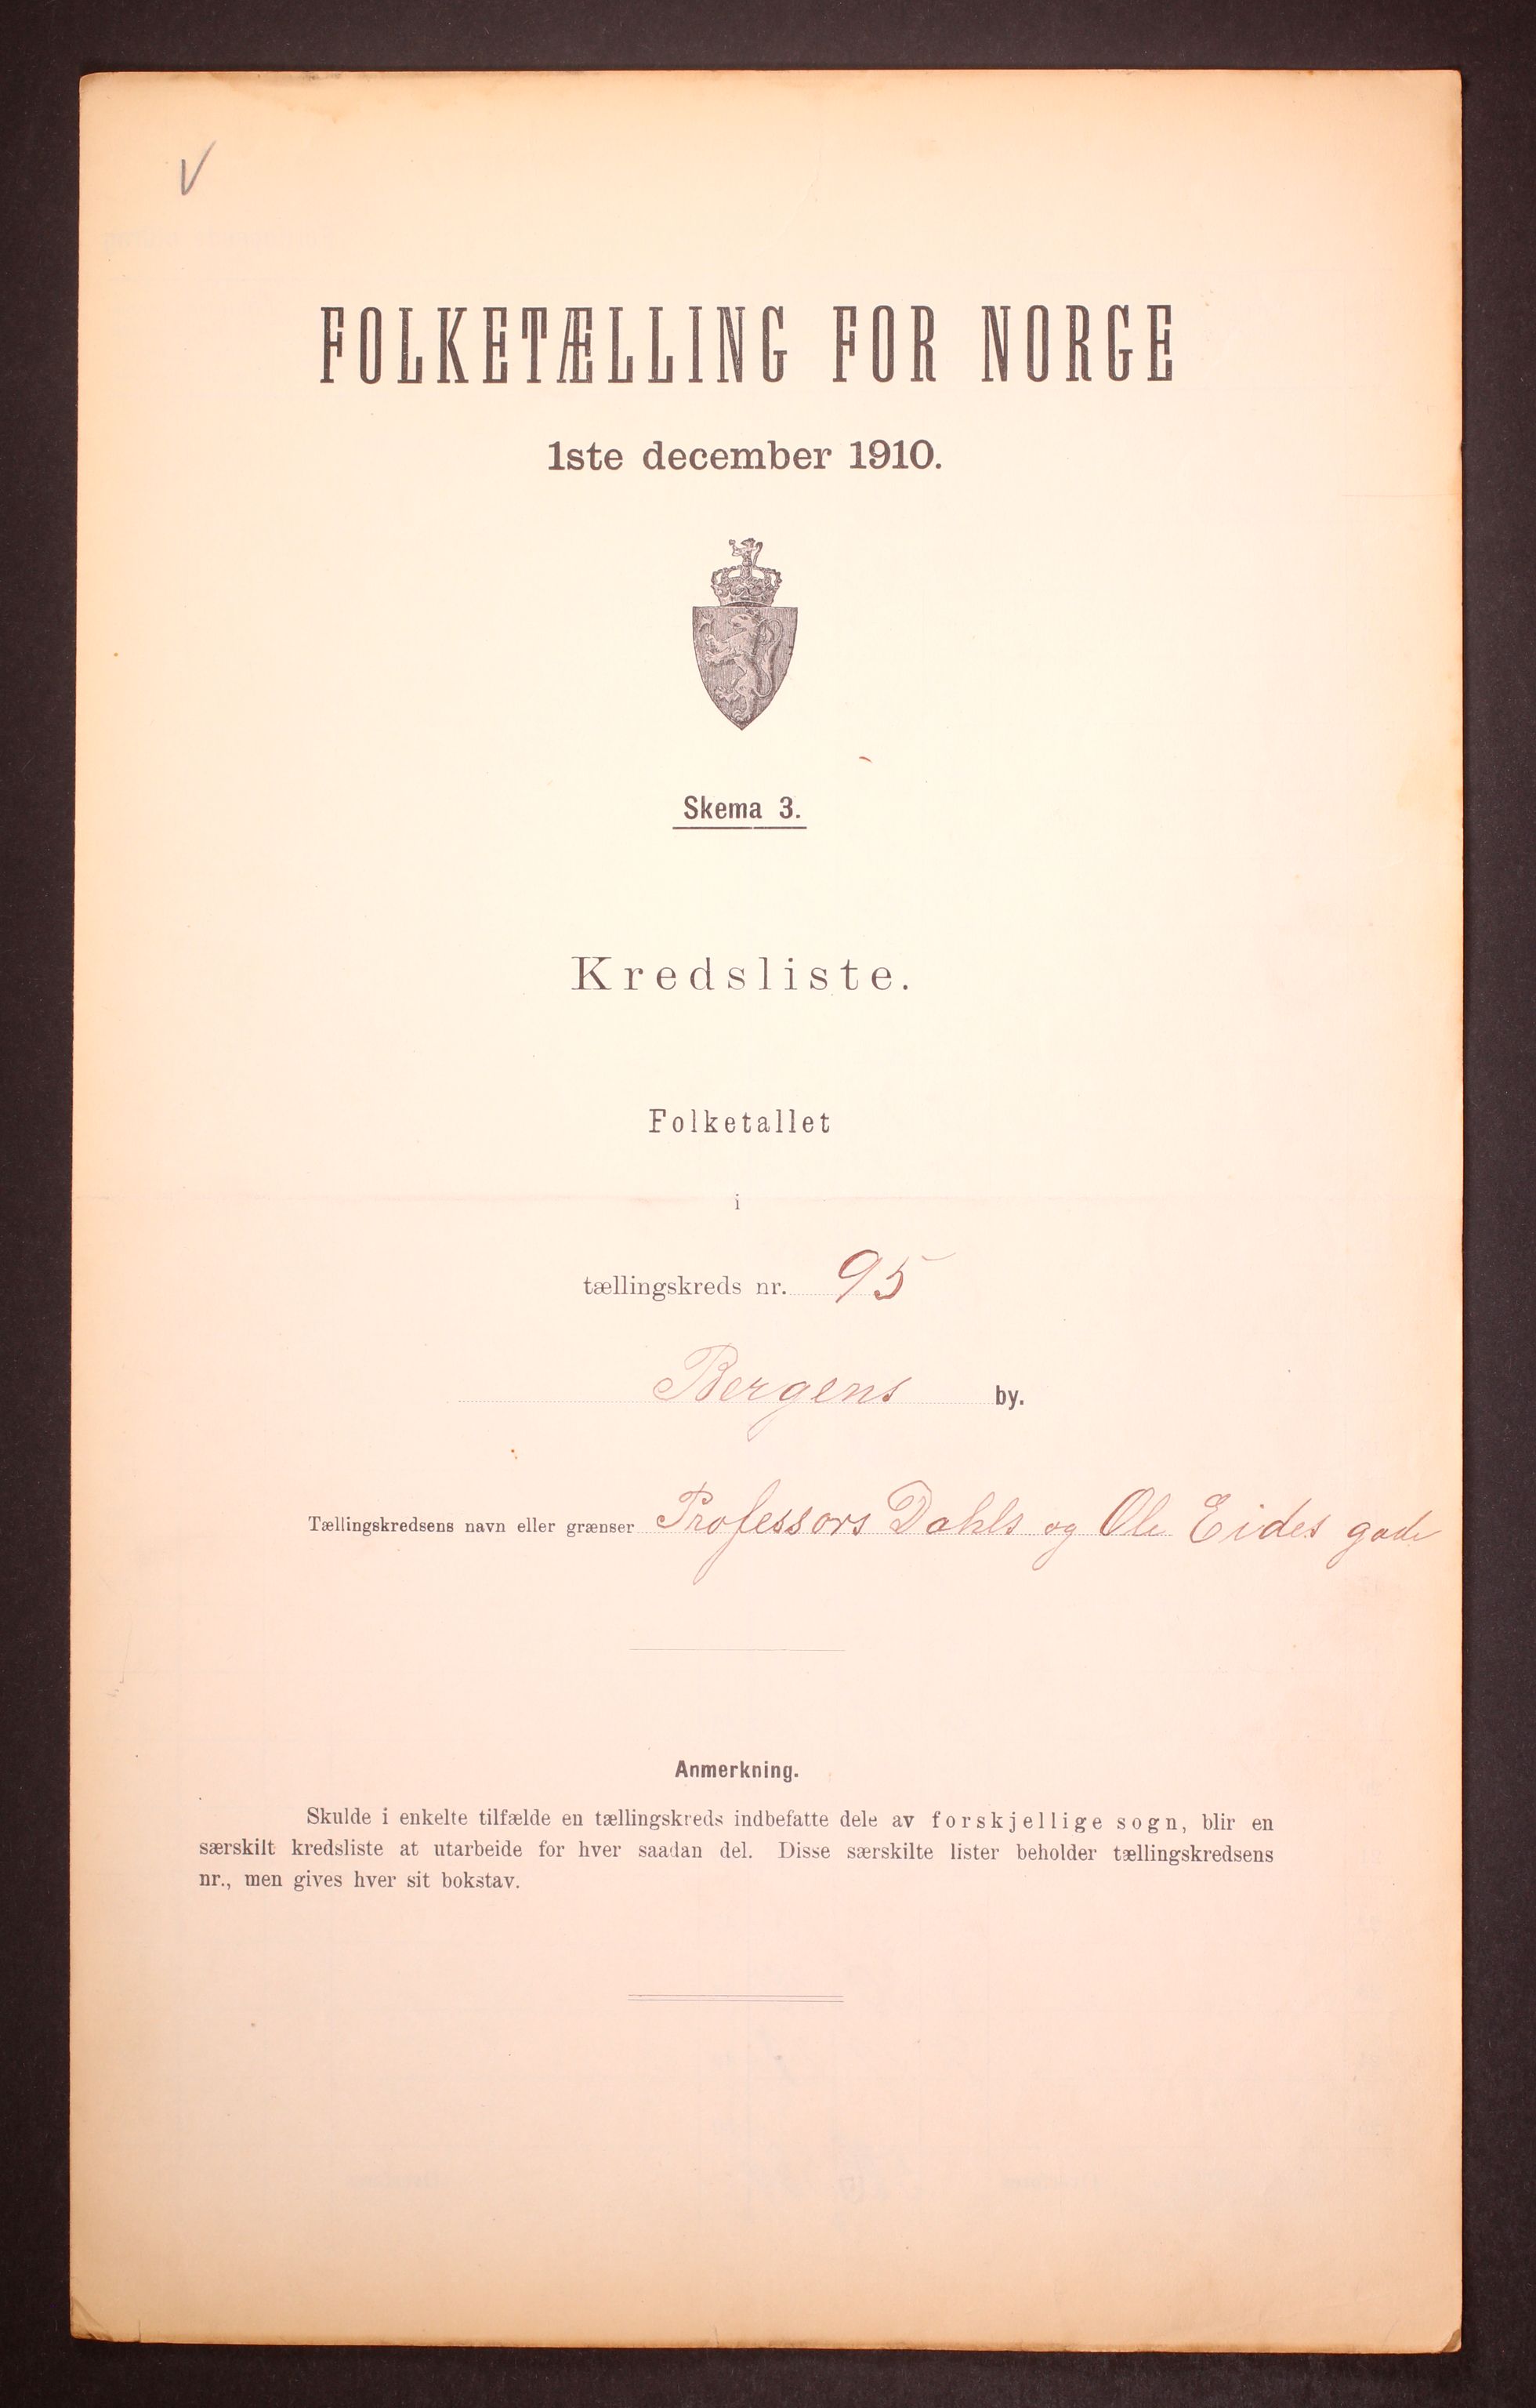 V
FOLKETÆLLING FOR NORGE
1ste december 1910.
Skema 3.
Kredsliste.
Folketallet
i
tællingskreds nr. 95
Bergens by.
Tællingskredsens navn eller grænser Professors Dahls og Ole Eides gade
Anmerkning.
Skulde i enkelte tilfælde en tællingskreds indbefatte dele av forskjellige sogn, blir en
særskilt kredsliste at utarbeide for hver saadan del. Disse særskilte lister beholder tællingskredsens
nr., men gives hver sit bokstav.